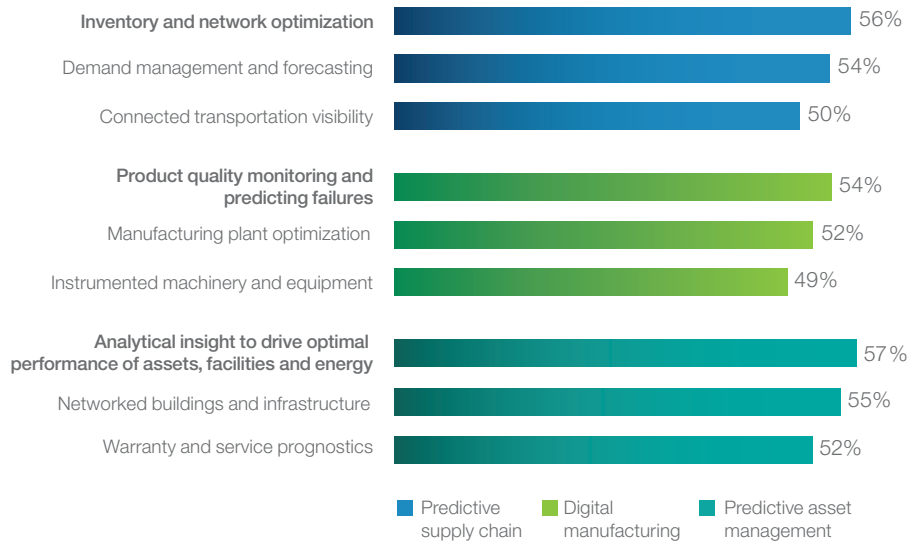 Inventory and network optimization 56%
Demand management and forecasting 54%
Connected transportation visibility 50%
Product quality monitoring and
predicting failures 54%
Manufacturing plant optimization 52%
Instrumented machinery and equipment 49%
Analytical insight to drive optimal
performance of assets, facilities and energy 57%
Networked buildings and infrastructure 55%
Warranty and service prognostics 52%
Predictive Digital Predictive asset
supply chain manufacturing management